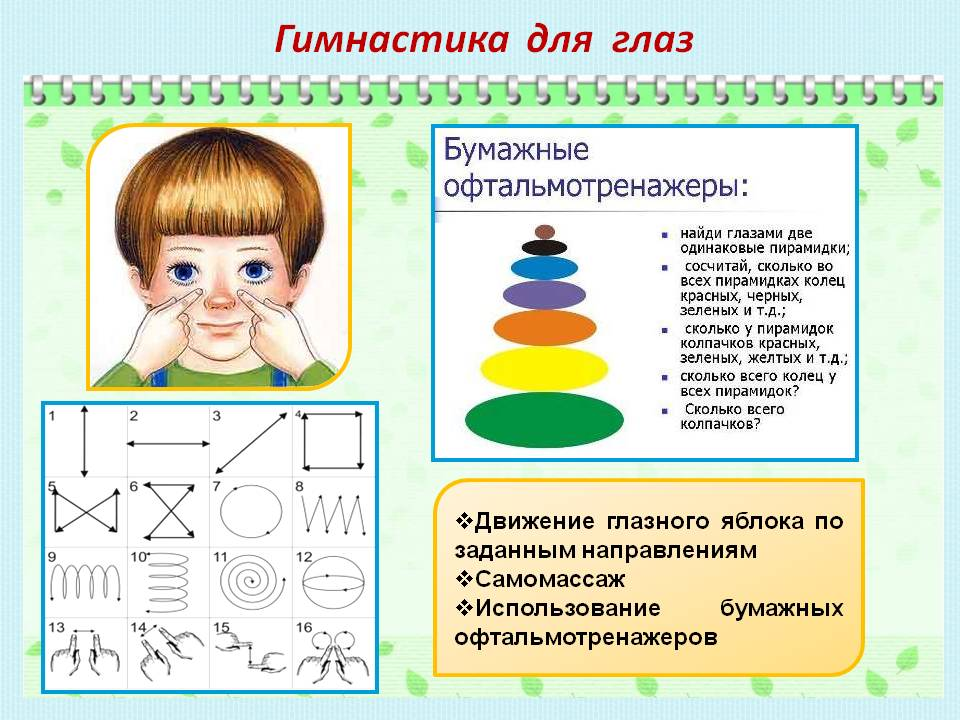 Гимнастика для глаз
Бумажные
офтальмотренажеры:
найди глазами две
одинаковые пирамидки;
сосчитай, сколько во
всех пирамидках колец
красных, черных,
зеленых и т.д.;
сколько у пирамидок
колпачков красных,
зеленых, желтых и т.д.;
сколько всего колец у
всех пирамидок?
Сколько всего
колпачков?
1 2 3 4
5 6 7 8
9 10 11 12
13 14 15 16
Движение глазного яблока по
заданным направлениям
Самомассаж
Использование бумажных
офтальмотренажеров